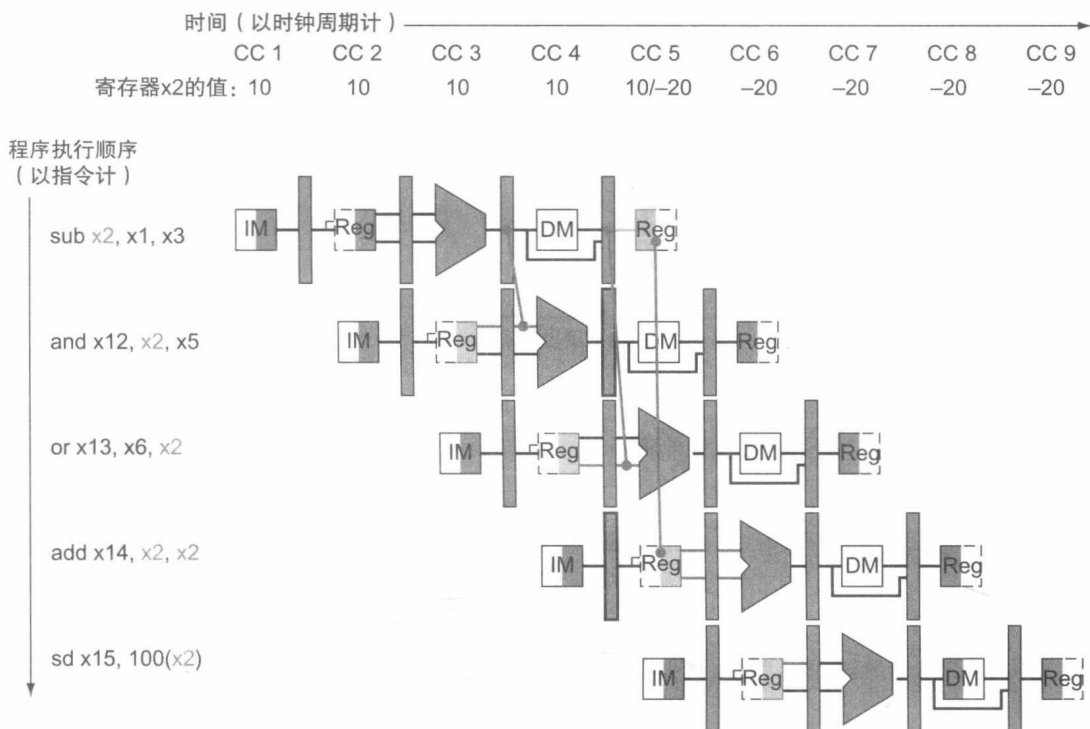 时间（以时钟周期计）
CC 1 CC 2 CC 3 CC 4 CC 5 CC 6 CC 7 CC 8 CC 9
寄存器x2的值: 10 10 10 10 10/–20 –20 –20 –20 –20
程序执行顺序
（以指令计）
sub x2, x1, x3
IM Reg DM Reg
and x12, x2, x5
IM Reg DM Reg
or x13, x6, x2
IM Reg DM Reg
add x14, x2, x2
IM Reg DM Reg
sd x15, 100(x2)
IM Reg DM Reg